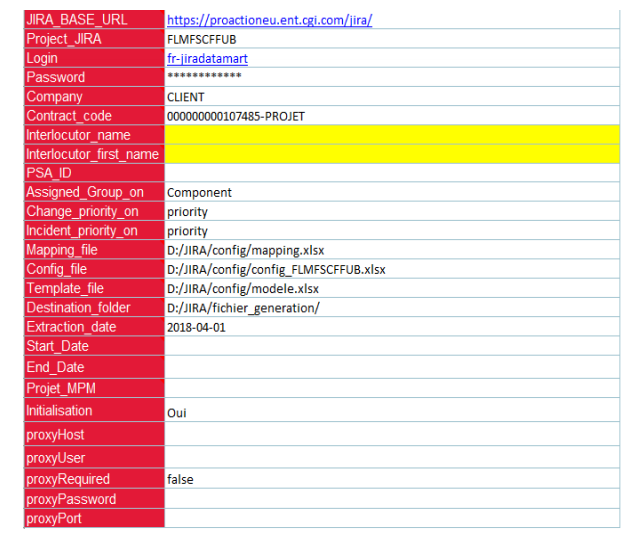 JIRA_BASE_URL https://proactioneu.ent.cgi.com/jira/
Project_JIRA FLMFSCFFUB
Login fr-jiradatamart
Password ************
Company CLIENT
Contract_code 000000000107485-PROJET
Interlocutor_name
Interlocutor_first_name
PSA_ID
Assigned_Group_on Component
Change_priority_on priority
Incident_priority_on priority
Mapping_file D:/JIRA/config/mapping.xlsx
Config_file D:/JIRA/config/config_FLMFSCFFUB.xlsx
Template_file D:/JIRA/config/modele.xlsx
Destination_folder D:/JIRA/fichier_generation/
Extraction_date 2018-04-01
Start_Date
End_Date
Projet_MPM
Initialisation Oui
proxyHost
proxyUser
proxyRequired false
proxyPassword
proxyPort